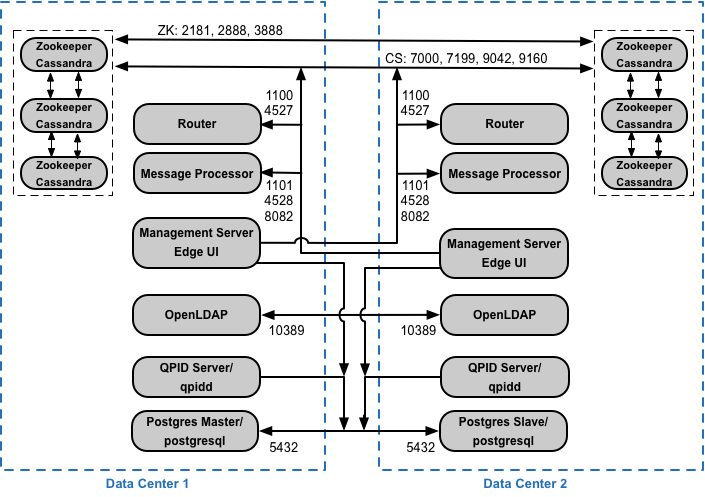 ZK: 2181, 2888, 3888
CS: 7000, 7199, 9042, 9160
Zookeeper
Cassandra
Zookeeper
Cassandra
Zookeeper
Cassandra
Zookeeper
Cassandra
Zookeeper
Cassandra
Zookeeper
Cassandra
1100
4527
1100
4527
Router
Router
Message Processor
Message Processor
1101
4528
8082
1101
4528
8082
Management Server
Edge UI
Management Server
Edge UI
OpenLDAP
OpenLDAP
10389
10389
QPID Server/
qpidd
QPID Server/
qpidd
Postgres Master/
postgresql
Postgres Slave/
postgresql
5432
5432
Data Center 1
Data Center 2